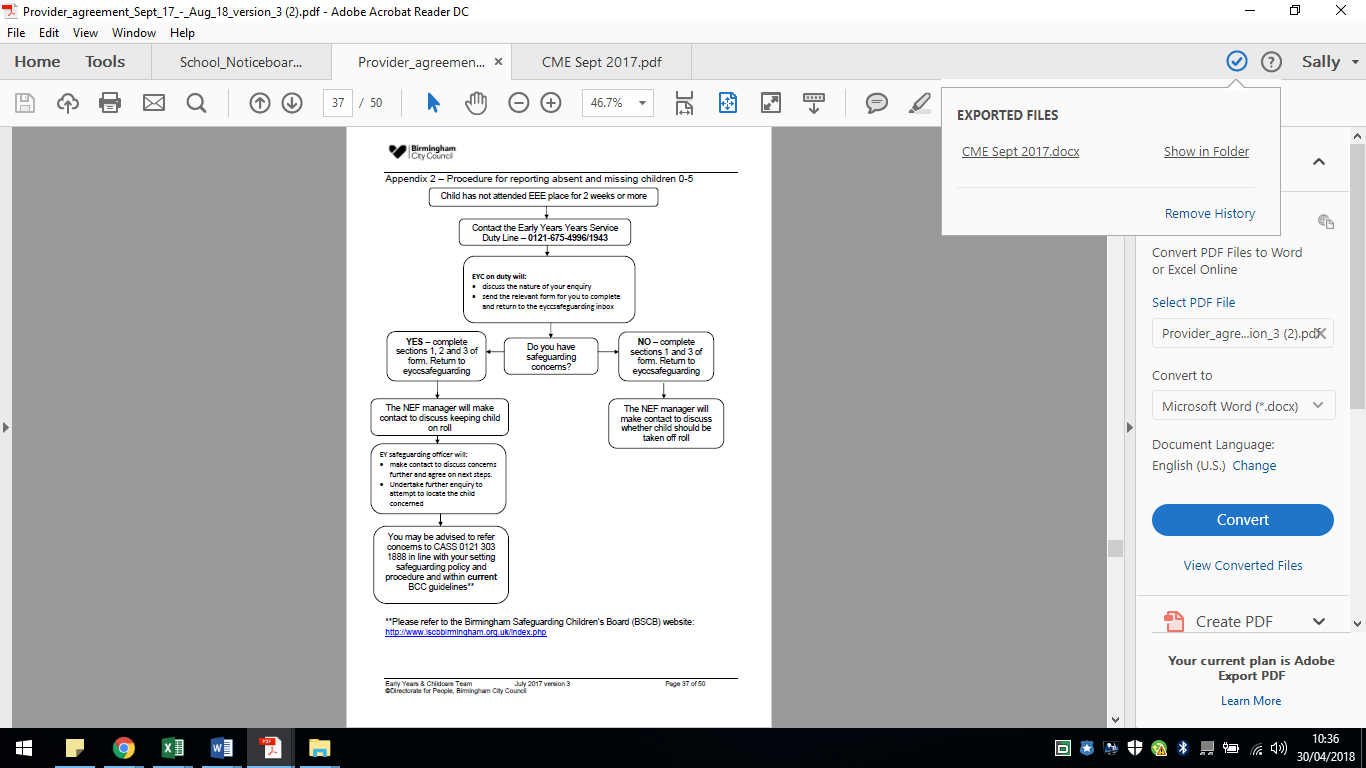 Provider_agreement_Sept_17_-_Aug_18_version_3 (2).pdf - Adobe Acrobat Reader DC
File Edit View Window Help
Home Tools School_Noticeboar... Provider_agreemen... × CME Sept 2017.pdf Sally
37 / 50 46.7%
EXPORTED FILES
CME Sept 2017.docx Show in Folder
Remove History
Birmingham
City Council
Appendix 2 – Procedure for reporting absent and missing children 0-5
Child has not attended EEE place for 2 weeks or more
Contact the Early Years Years Service
Duty Line – 0121-675-4996/1943
EYC on duty will:
• discuss the nature of your enquiry
• send the relevant form for you to complete
and return to the eyccsafeguarding inbox
Do you have
safeguarding
concerns?
YES – complete
sections 1, 2 and 3 of
form. Return to
eyccsafeguarding
NO – complete
sections 1 and 3 of
form. Return to
eyccsafeguarding
The NEF manager will make
contact to discuss keeping child
on roll
The NEF manager will
make contact to discuss
whether child should be
taken off roll
EY safeguarding officer will:
• make contact to discuss concerns
further and agree on next steps.
• Undertake further enquiry to
attempt to locate the child
concerned
You may be advised to refer
concerns to CASS 0121 303
1888 in line with your setting
safeguarding policy and
procedure and within current
BCC guidelines**
**Please refer to the Birmingham Safeguarding Children's Board (BSCB) website:
http://www.lscbbirmingham.org.uk/index.php
Early Years & Childcare Team July 2017 version 3 Page 37 of 50
©Directorate for People, Birmingham City Council
Convert PDF Files to Word
or Excel Online
Select PDF File
Provider_agre...ion_3 (2).pdf
Convert to
Microsoft Word (*.docx)
Document Language:
English (U.S.) Change
Convert
View Converted Files
Create PDF
Your current plan is Adobe
Export PDF
Learn More
10:36
30/04/2018